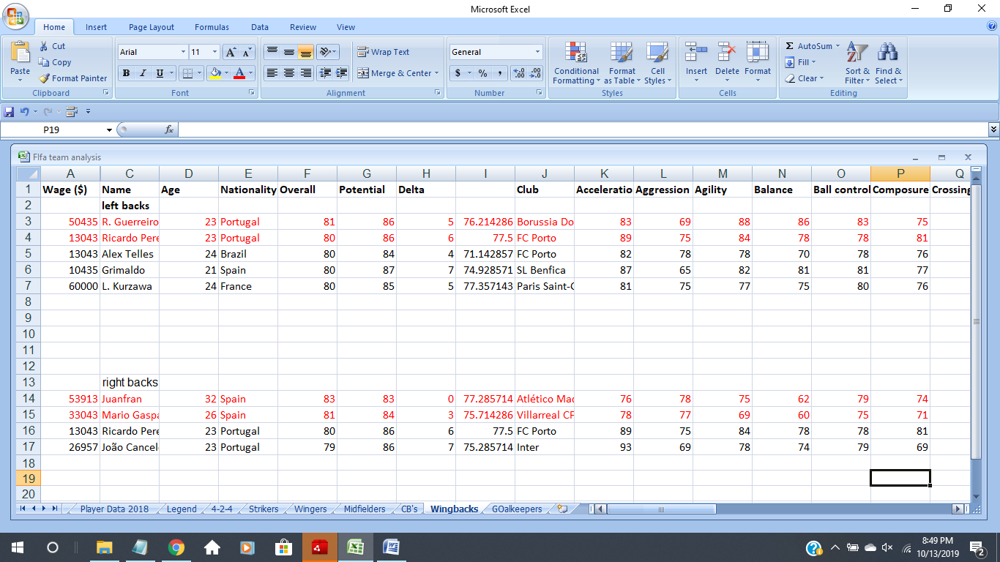 Microsoft Excel
Home Insert Page Layout Formulas Data Review View
Cut
Copy
Paste
Format Painter
Arial 11
B I U
Wrap Text
Merge & Center
General
$ % ,
Conditional Formatting
Format as Table
Cell Styles
Insert Delete Format
Σ AutoSum
Fill
Clear
Sort & Filter
Find & Select
Clipboard Font Alignment Number Styles Cells Editing
P19 fx
FIfa team analysis
A C D E F G H I J K L M N O P Q
1 Wage ($) Name Age Nationality Overall Potential Delta Club Acceleratio Aggression Agility Balance Ball control Composure Crossing
2 left backs
3 50435 R. Guerreiro 23 Portugal 81 86 5 76.214286 Borussia Do 83 69 88 86 83 75
4 13043 Ricardo Pere 23 Portugal 80 86 6 77.5 FC Porto 89 75 84 78 78 81
5 13043 Alex Telles 24 Brazil 80 84 4 71.142857 FC Porto 82 78 78 70 78 76
6 10435 Grimaldo 21 Spain 80 87 7 74.928571 SL Benfica 87 65 82 81 81 77
7 60000 L. Kurzawa 24 France 80 85 5 77.357143 Paris Saint-G 81 75 77 75 80 76
8
9
10
11
12
13 right backs
14 53913 Juanfran 32 Spain 83 83 0 77.285714 Atlético Mad 76 78 75 62 79 74
15 33043 Mario Gaspa 26 Spain 81 84 3 75.714286 Villarreal CF 78 77 69 60 75 71
16 13043 Ricardo Pere 23 Portugal 80 86 6 77.5 FC Porto 89 75 84 78 78 81
17 26957 João Cancel 23 Portugal 79 86 7 75.285714 Inter 93 69 78 74 79 69
18
19
20
Player Data 2018 Legend 4-2-4 Strikers Wingers Midfielders CB's Wingbacks GOalkeepers
8:49 PM
10/13/2019
2